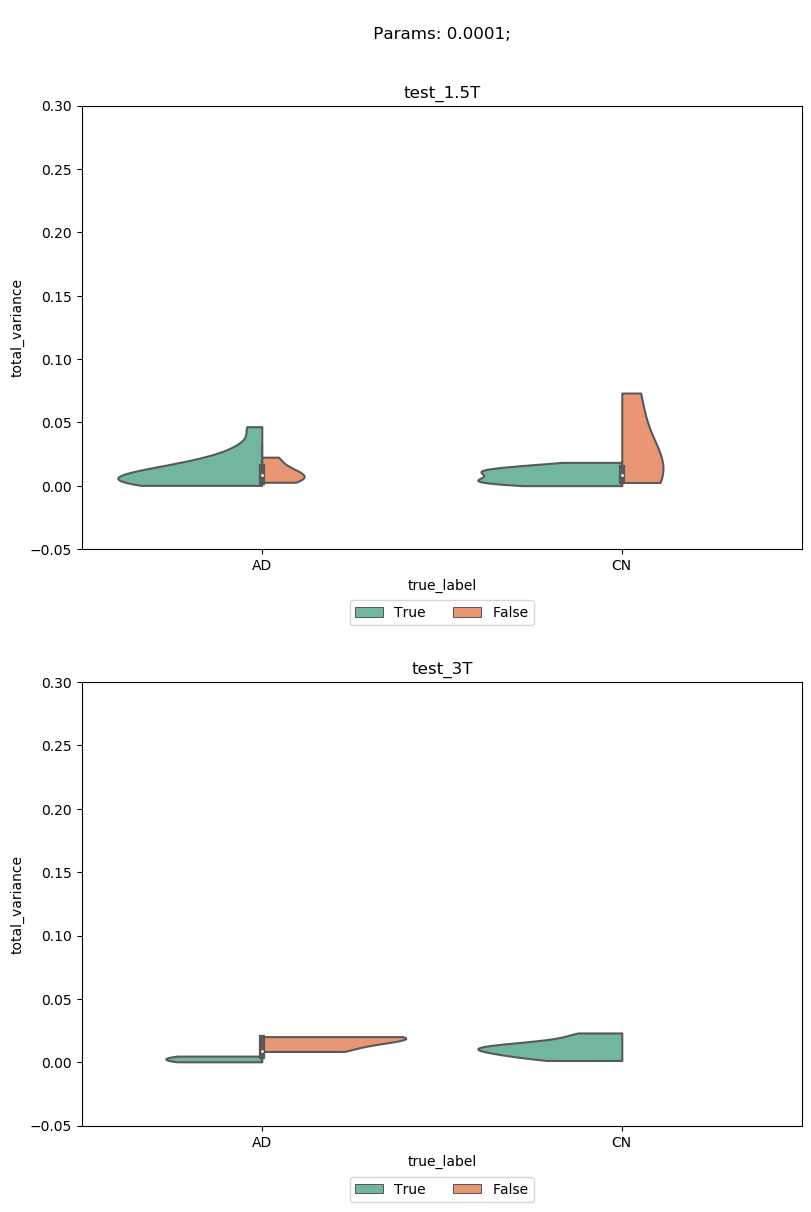 Params: 0.0001;
test_1.5T
0.30
0.25
0.20
0.15
0.10
0.05
0.00
−0.05
total_variance
AD CN
true_label
True False
test_3T
0.30
0.25
0.20
0.15
0.10
0.05
0.00
−0.05
total_variance
AD CN
true_label
True False